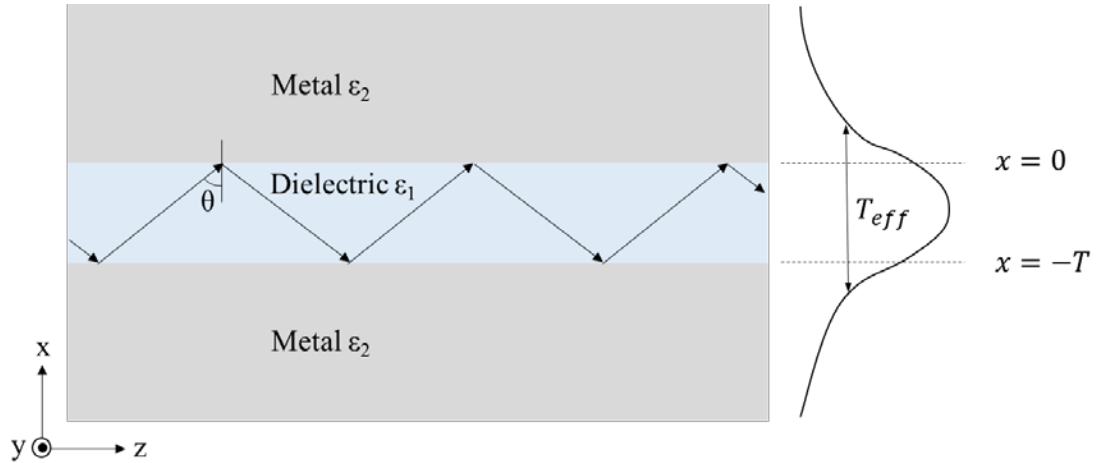 Metal ε₂
x = 0
Dielectric ε₁
θ
T_eff
x = −T
Metal ε₂
x
y
z